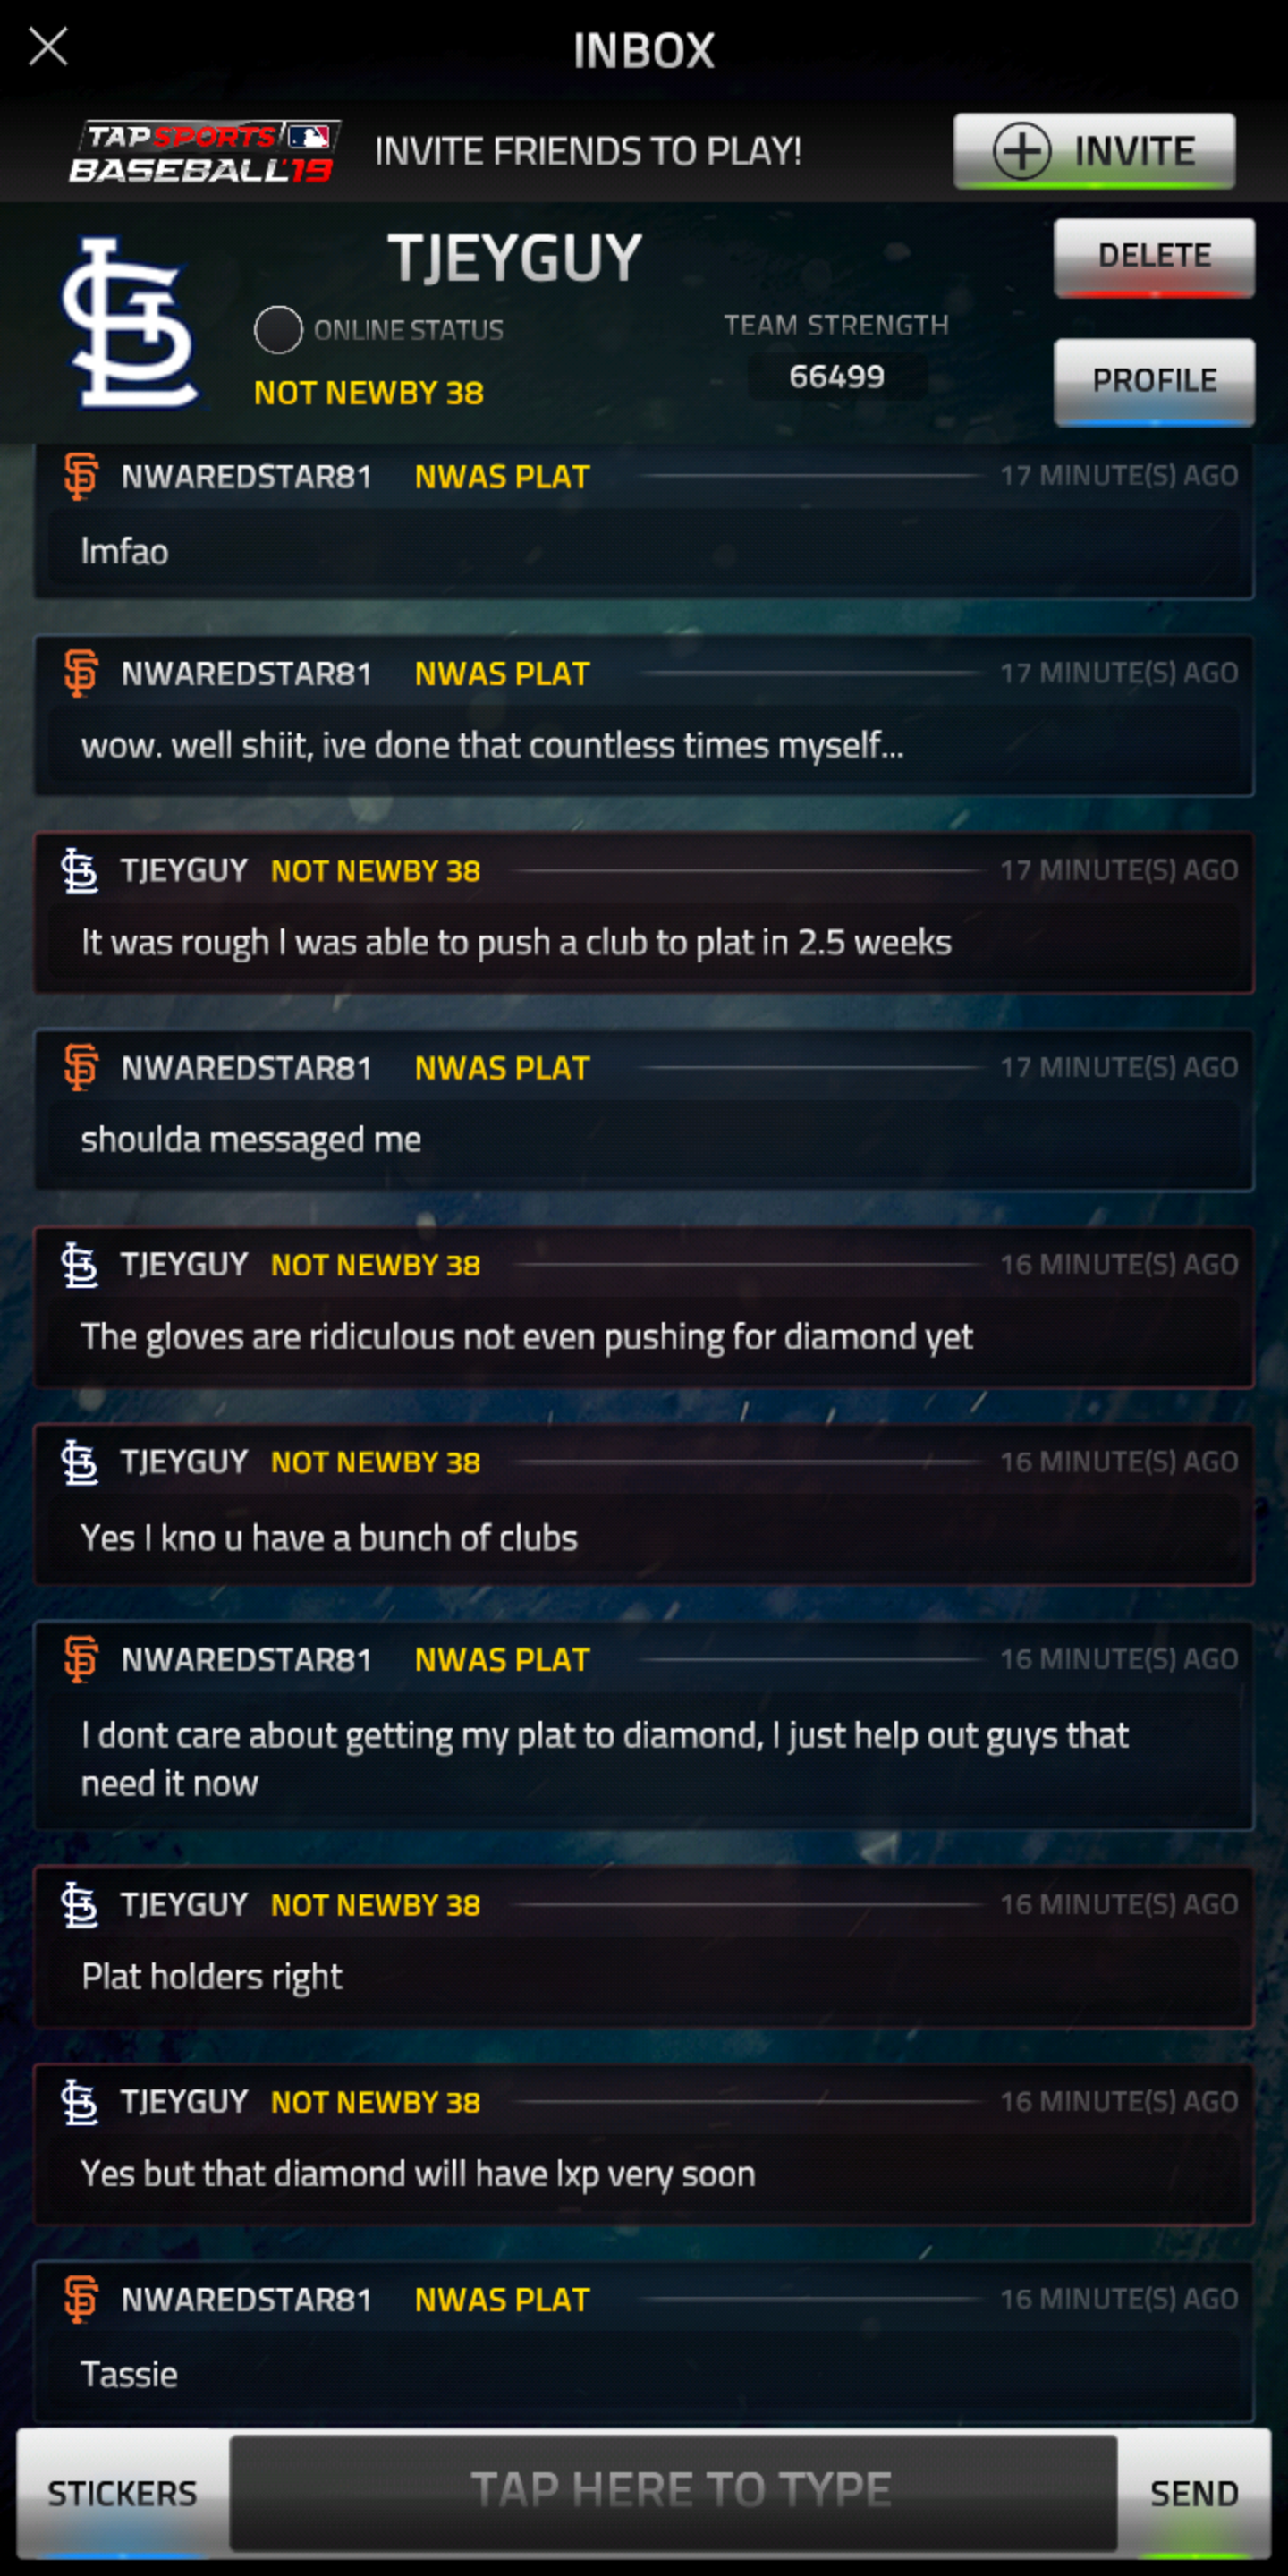 INBOX
TAP SPORTS
BASEBALL'19
INVITE FRIENDS TO PLAY!
INVITE
TJEYGUY
ONLINE STATUS
NOT NEWBY 38
TEAM STRENGTH
66499
DELETE
PROFILE
NWAREDSTAR81 NWAS PLAT 17 MINUTE(S) AGO
lmfao
NWAREDSTAR81 NWAS PLAT 17 MINUTE(S) AGO
wow. well shiit, ive done that countless times myself...
TJEYGUY NOT NEWBY 38 17 MINUTE(S) AGO
It was rough I was able to push a club to plat in 2.5 weeks
NWAREDSTAR81 NWAS PLAT 17 MINUTE(S) AGO
shoulda messaged me
TJEYGUY NOT NEWBY 38 16 MINUTE(S) AGO
The gloves are ridiculous not even pushing for diamond yet
TJEYGUY NOT NEWBY 38 16 MINUTE(S) AGO
Yes I kno u have a bunch of clubs
NWAREDSTAR81 NWAS PLAT 16 MINUTE(S) AGO
I dont care about getting my plat to diamond, I just help out guys that
need it now
TJEYGUY NOT NEWBY 38 16 MINUTE(S) AGO
Plat holders right
TJEYGUY NOT NEWBY 38 16 MINUTE(S) AGO
Yes but that diamond will have lxp very soon
NWAREDSTAR81 NWAS PLAT 16 MINUTE(S) AGO
Tassie
STICKERS
TAP HERE TO TYPE
SEND